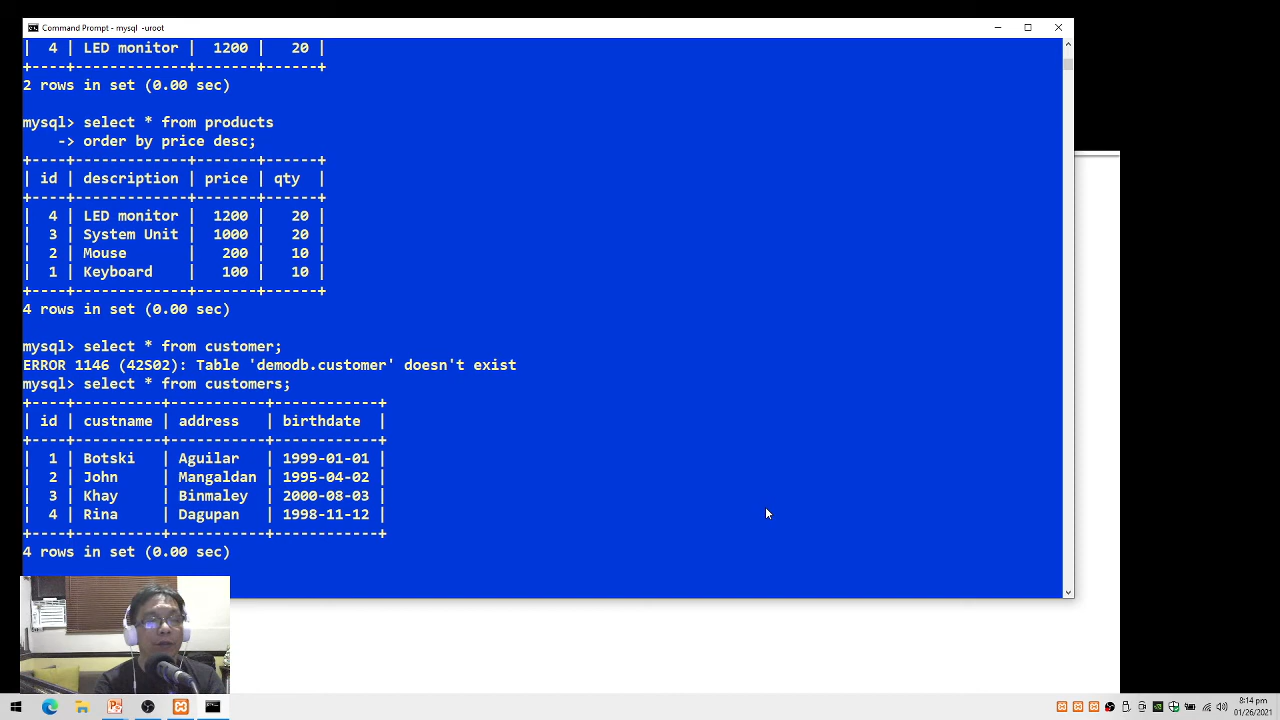 Command Prompt - mysql  -uroot
|  4 | LED monitor |  1200 |   20 |
+----+-------------+-------+------+
2 rows in set (0.00 sec)
mysql> select * from products
    -> order by price desc;
+----+-------------+-------+------+
| id | description | price | qty  |
+----+-------------+-------+------+
|  4 | LED monitor |  1200 |   20 |
|  3 | System Unit |  1000 |   20 |
|  2 | Mouse       |   200 |   10 |
|  1 | Keyboard    |   100 |   10 |
+----+-------------+-------+------+
4 rows in set (0.00 sec)
mysql> select * from customer;
ERROR 1146 (42S02): Table 'demodb.customer' doesn't exist
mysql> select * from customers;
+----+----------+-----------+------------+
| id | custname | address   | birthdate  |
+----+----------+-----------+------------+
|  1 | Botski   | Aguilar   | 1999-01-01 |
|  2 | John     | Mangaldan | 1995-04-02 |
|  3 | Khay     | Binmaley  | 2000-08-03 |
|  4 | Rina     | Dagupan   | 1998-11-12 |
+----+----------+-----------+------------+
4 rows in set (0.00 sec)
8:14 pm
01/26/2021